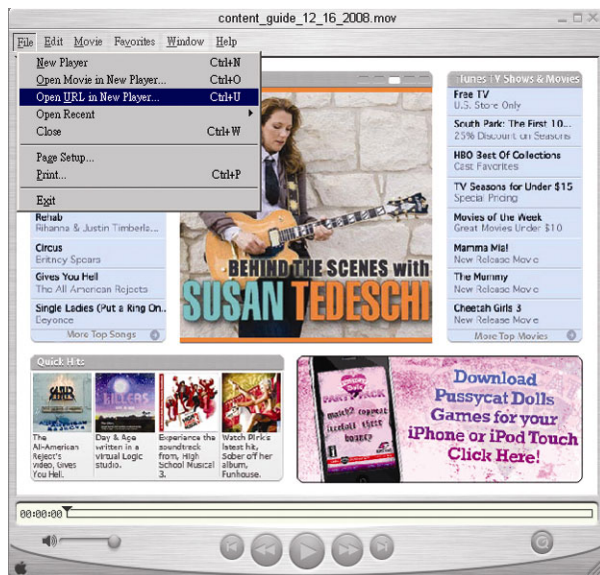 content_guide_12_16_2008.mov
File Edit Movie Favorites Window Help
New Player Ctrl+N
Open Movie in New Player... Ctrl+O
Open URL in New Player... Ctrl+U
Open Recent
Close Ctrl+W
Page Setup...
Print... Ctrl+P
Exit
Rehab
Rihanna & Justin Timberla...
Circus
Britney Spears
Gives You Hell
The All American Rejects
Single Ladies (Put a Ring On..
Beyonce
More Top Songs
BEHIND THE SCENES with
SUSAN TEDESCHI
iTunes TV Shows & Movies
Free TV
U.S. Store Only
South Park: The First 10...
25% Discount on Seasons
HBO Best Of Collections
Cast Favorites
TV Seasons for Under $15
Special Pricing
Movies of the Week
Great Movies Under $10
Mamma Mia!
New Release Movie
The Mummy
New Release Movie
Cheetah Girls 3
New Release Movie
More Top Movies
Quick Hits
The
All-American
Reject's
video, Gives
You Hell.
KILLERS
Day & Age
written in a
virtual Logic
studio.
Experience the
soundtrack
from, High
School Musical
3.
Watch P!nk's
latest hit,
Sober off her
album,
Funhouse.
PARTY PACK
Download
Pussycat Dolls
Games for your
iPhone or iPod Touch
Click Here!
00:00:00